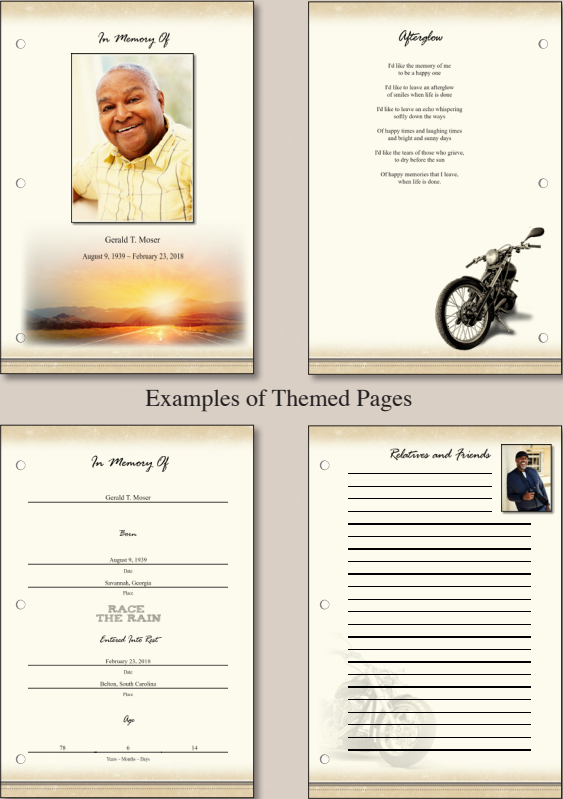 In Memory Of
Gerald T. Moser
August 9, 1939 ~ February 23, 2018
Afterglow
I'd like the memory of me
to be a happy one
I'd like to leave an afterglow
of smiles when life is done
I'd like to leave an echo whispering
softly down the ways
Of happy times and laughing times
and bright and sunny days
I'd like the tears of those who grieve,
to dry before the sun
Of happy memories that I leave,
when life is done.
Examples of Themed Pages
In Memory Of
Gerald T. Moser
Born
August 9, 1939
Date
Savannah, Georgia
Place
RACE
THE RAIN
Entered Into Rest
February 23, 2018
Date
Belton, South Carolina
Place
Age
78 6 14
Years - Months - Days
Relatives and Friends